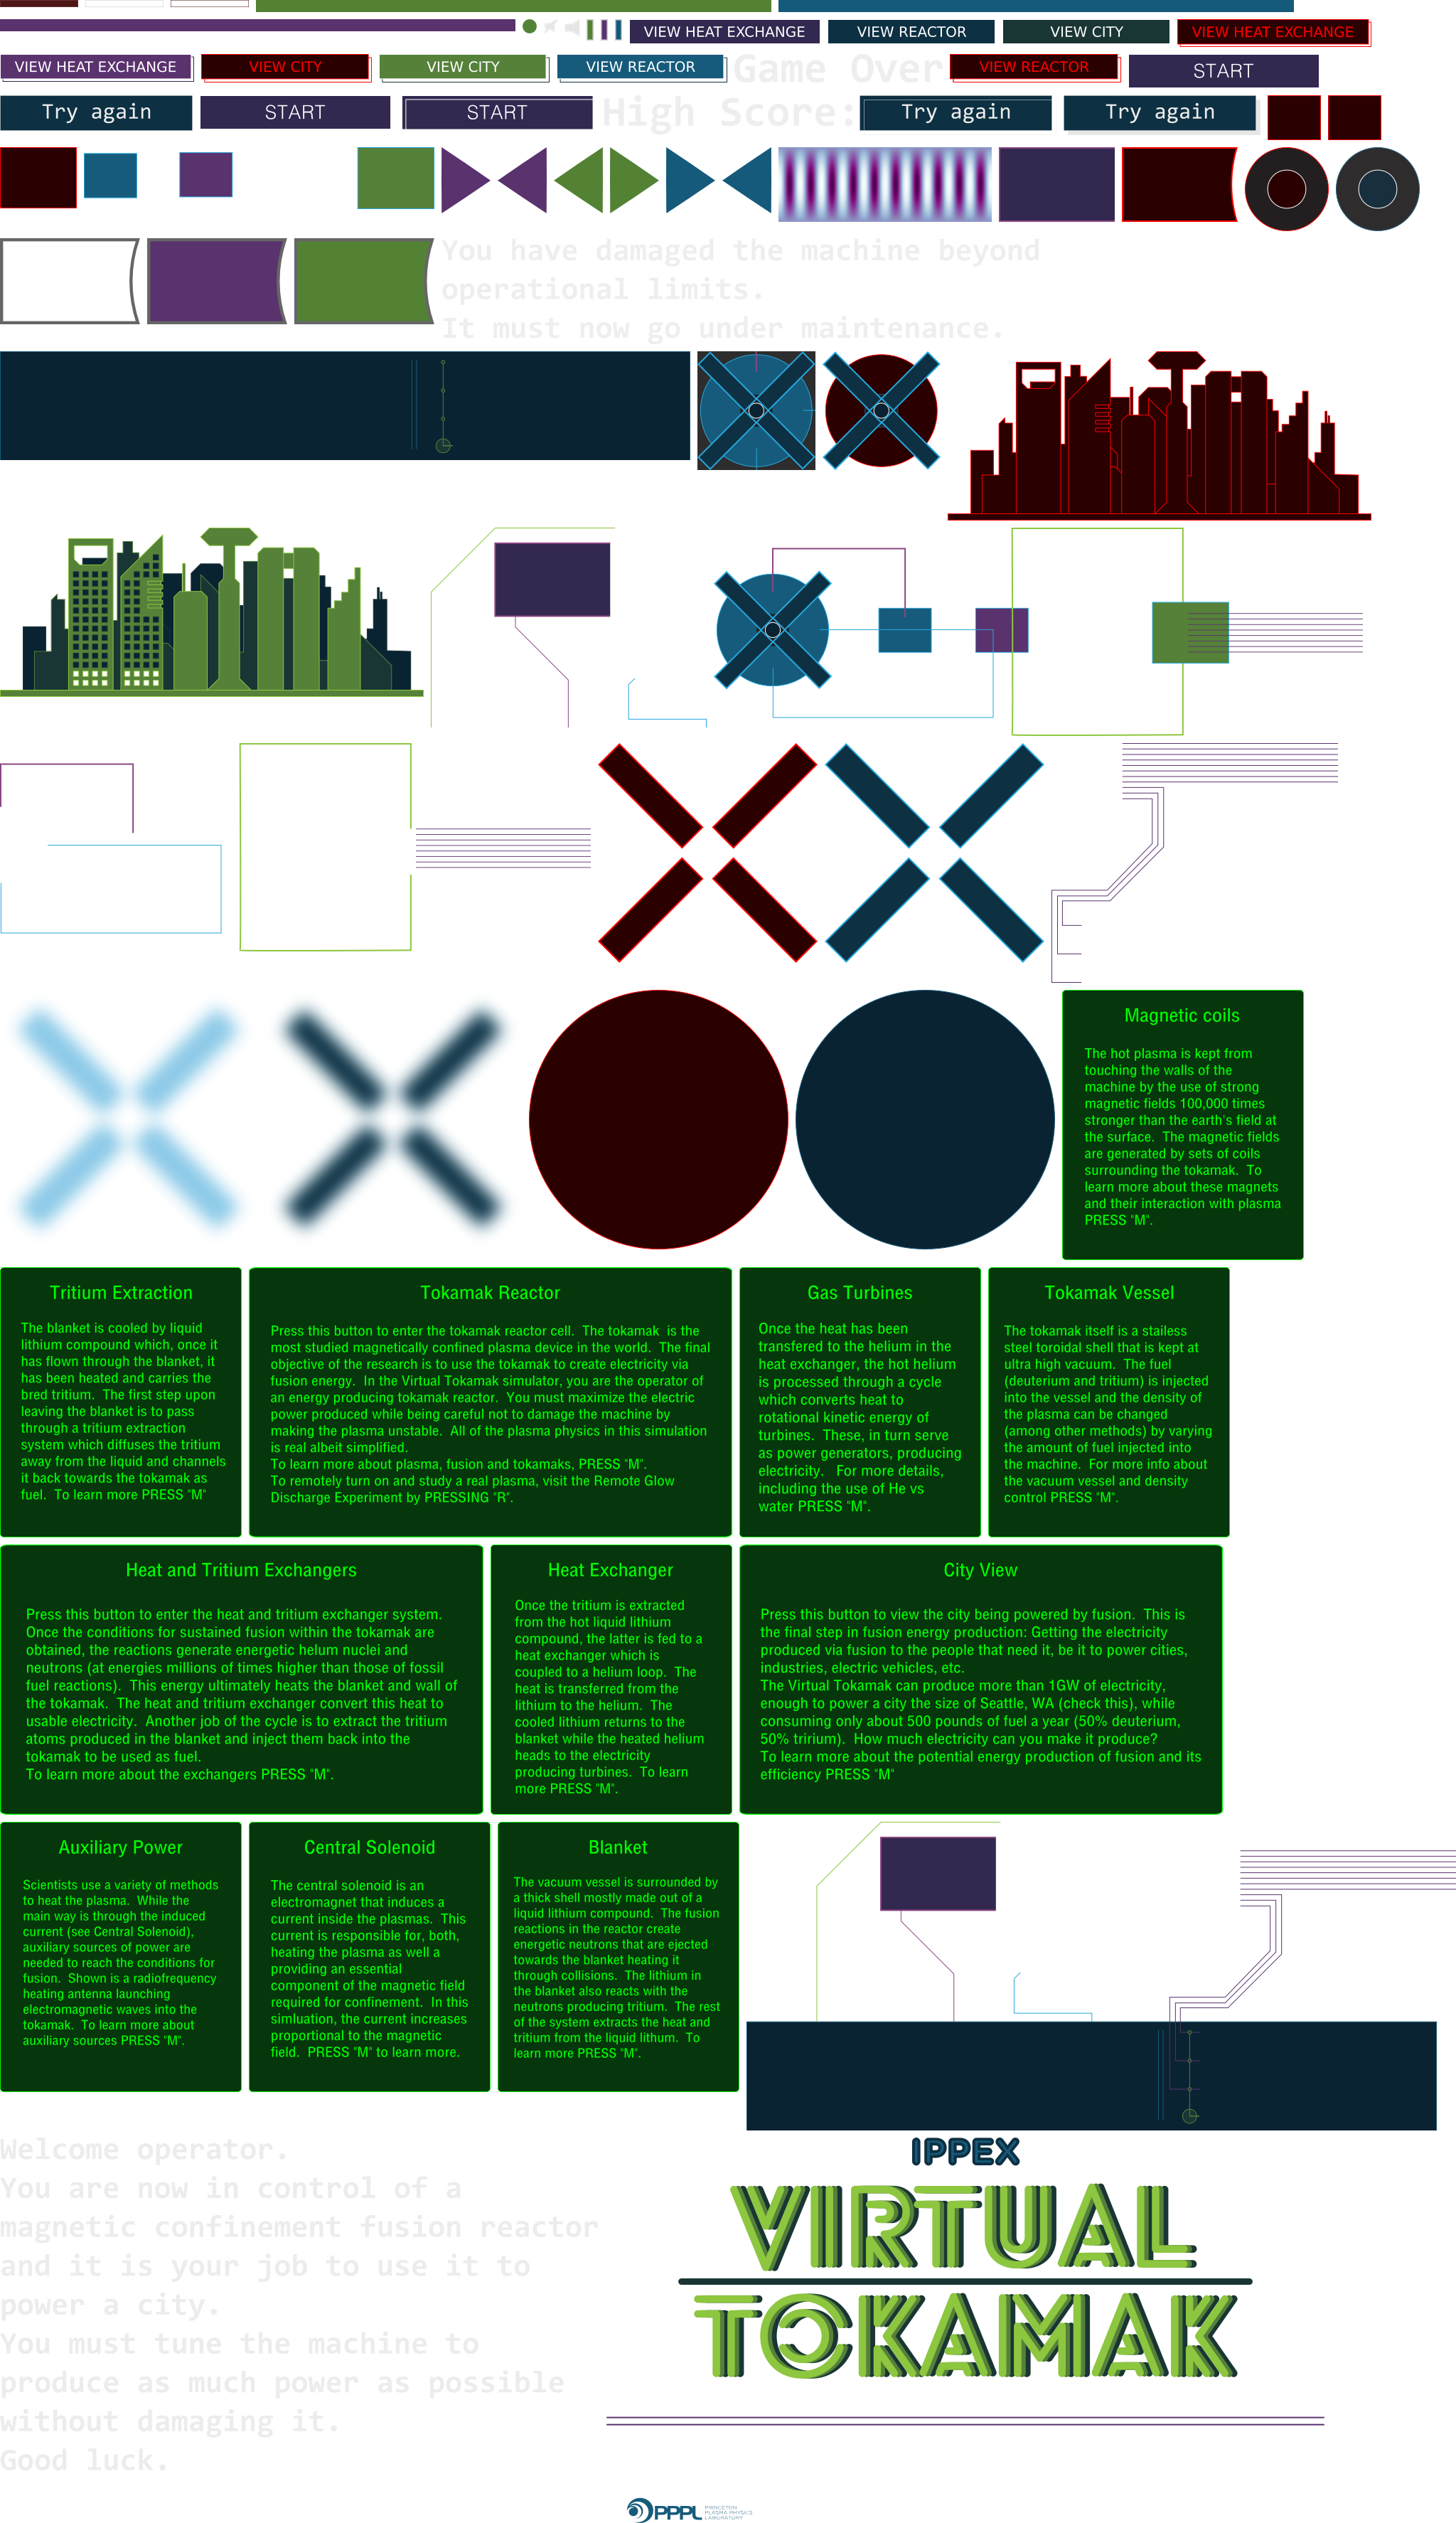 VIEW HEAT EXCHANGE
VIEW REACTOR
VIEW CITY
VIEW HEAT EXCHANGE
VIEW HEAT EXCHANGE
VIEW CITY
VIEW CITY
VIEW REACTOR
Game Over
VIEW REACTOR
START
Try again
START
START
High Score:
Try again
Try again
You have damaged the machine beyond
operational limits.
It must now go under maintenance.
Magnetic coils
The hot plasma is kept from
touching the walls of the
machine by the use of strong
magnetic fields 100,000 times
stronger than the earth's field at
the surface.  The magnetic fields
are generated by sets of coils
surrounding the tokamak.  To
learn more about these magnets
and their interaction with plasma
PRESS "M".
Tritium Extraction
The blanket is cooled by liquid
lithium compound which, once it
has flown through the blanket, it
has been heated and carries the
bred tritium.  The first step upon
leaving the blanket is to pass
through a tritium extraction
system which diffuses the tritium
away from the liquid and channels
it back towards the tokamak as
fuel.  To learn more PRESS "M"
Tokamak Reactor
Press this button to enter the tokamak reactor cell.  The tokamak  is the
most studied magnetically confined plasma device in the world.  The final
objective of the research is to use the tokamak to create electricity via
fusion energy.  In the Virtual Tokamak simulator, you are the operator of
an energy producing tokamak reactor.  You must maximize the electric
power produced while being careful not to damage the machine by
making the plasma unstable.  All of the plasma physics in this simulation
is real albeit simplified.
To learn more about plasma, fusion and tokamaks, PRESS "M".
To remotely turn on and study a real plasma, visit the Remote Glow
Discharge Experiment by PRESSING "R".
Gas Turbines
Once the heat has been
transfered to the helium in the
heat exchanger, the hot helium
is processed through a cycle
which converts heat to
rotational kinetic energy of
turbines.  These, in turn serve
as power generators, producing
electricity.   For more details,
including the use of He vs
water PRESS "M".
Tokamak Vessel
The tokamak itself is a stailess
steel toroidal shell that is kept at
ultra high vacuum.  The fuel
(deuterium and tritium) is injected
into the vessel and the density of
the plasma can be changed
(among other methods) by varying
the amount of fuel injected into
the machine.  For more info about
the vacuum vessel and density
control PRESS "M".
Heat and Tritium Exchangers
Press this button to enter the heat and tritium exchanger system.
Once the conditions for sustained fusion within the tokamak are
obtained, the reactions generate energetic helum nuclei and
neutrons (at energies millions of times higher than those of fossil
fuel reactions).  This energy ultimately heats the blanket and wall of
the tokamak.  The heat and tritium exchanger convert this heat to
usable electricity.  Another job of the cycle is to extract the tritium
atoms produced in the blanket and inject them back into the
tokamak to be used as fuel.
To learn more about the exchangers PRESS "M".
Heat Exchanger
Once the tritium is extracted
from the hot liquid lithium
compound, the latter is fed to a
heat exchanger which is
coupled to a helium loop.  The
heat is transferred from the
lithium to the helium.  The
cooled lithium returns to the
blanket while the heated helium
heads to the electricity
producing turbines.  To learn
more PRESS "M".
City View
Press this button to view the city being powered by fusion.  This is
the final step in fusion energy production: Getting the electricity
produced via fusion to the people that need it, be it to power cities,
industries, electric vehicles, etc.
The Virtual Tokamak can produce more than 1GW of electricity,
enough to power a city the size of Seattle, WA (check this), while
consuming only about 500 pounds of fuel a year (50% deuterium,
50% tririum).  How much electricity can you make it produce?
To learn more about the potential energy production of fusion and its
efficiency PRESS "M"
Auxiliary Power
Scientists use a variety of methods
to heat the plasma.  While the
main way is through the induced
current (see Central Solenoid),
auxiliary sources of power are
needed to reach the conditions for
fusion.  Shown is a radiofrequency
heating antenna launching
electromagnetic waves into the
tokamak.  To learn more about
auxiliary sources PRESS "M".
Central Solenoid
The central solenoid is an
electromagnet that induces a
current inside the plasmas.  This
current is responsible for, both,
heating the plasma as well a
providing an essential
component of the magnetic field
required for confinement.  In this
simluation, the current increases
proportional to the magnetic
field.  PRESS "M" to learn more.
Blanket
The vacuum vessel is surrounded by
a thick shell mostly made out of a
liquid lithium compound.  The fusion
reactions in the reactor create
energetic neutrons that are ejected
towards the blanket heating it
through collisions.  The lithium in
the blanket also reacts with the
neutrons producing tritium.  The rest
of the system extracts the heat and
tritium from the liquid lithum.  To
learn more PRESS "M".
Welcome operator.
You are now in control of a
magnetic confinement fusion reactor
and it is your job to use it to
power a city.
You must tune the machine to
produce as much power as possible
without damaging it.
Good luck.
IPPEX
VIRTUAL
TOKAMAK
PPPL
PRINCETON
PLASMA PHYSICS
LABORATORY